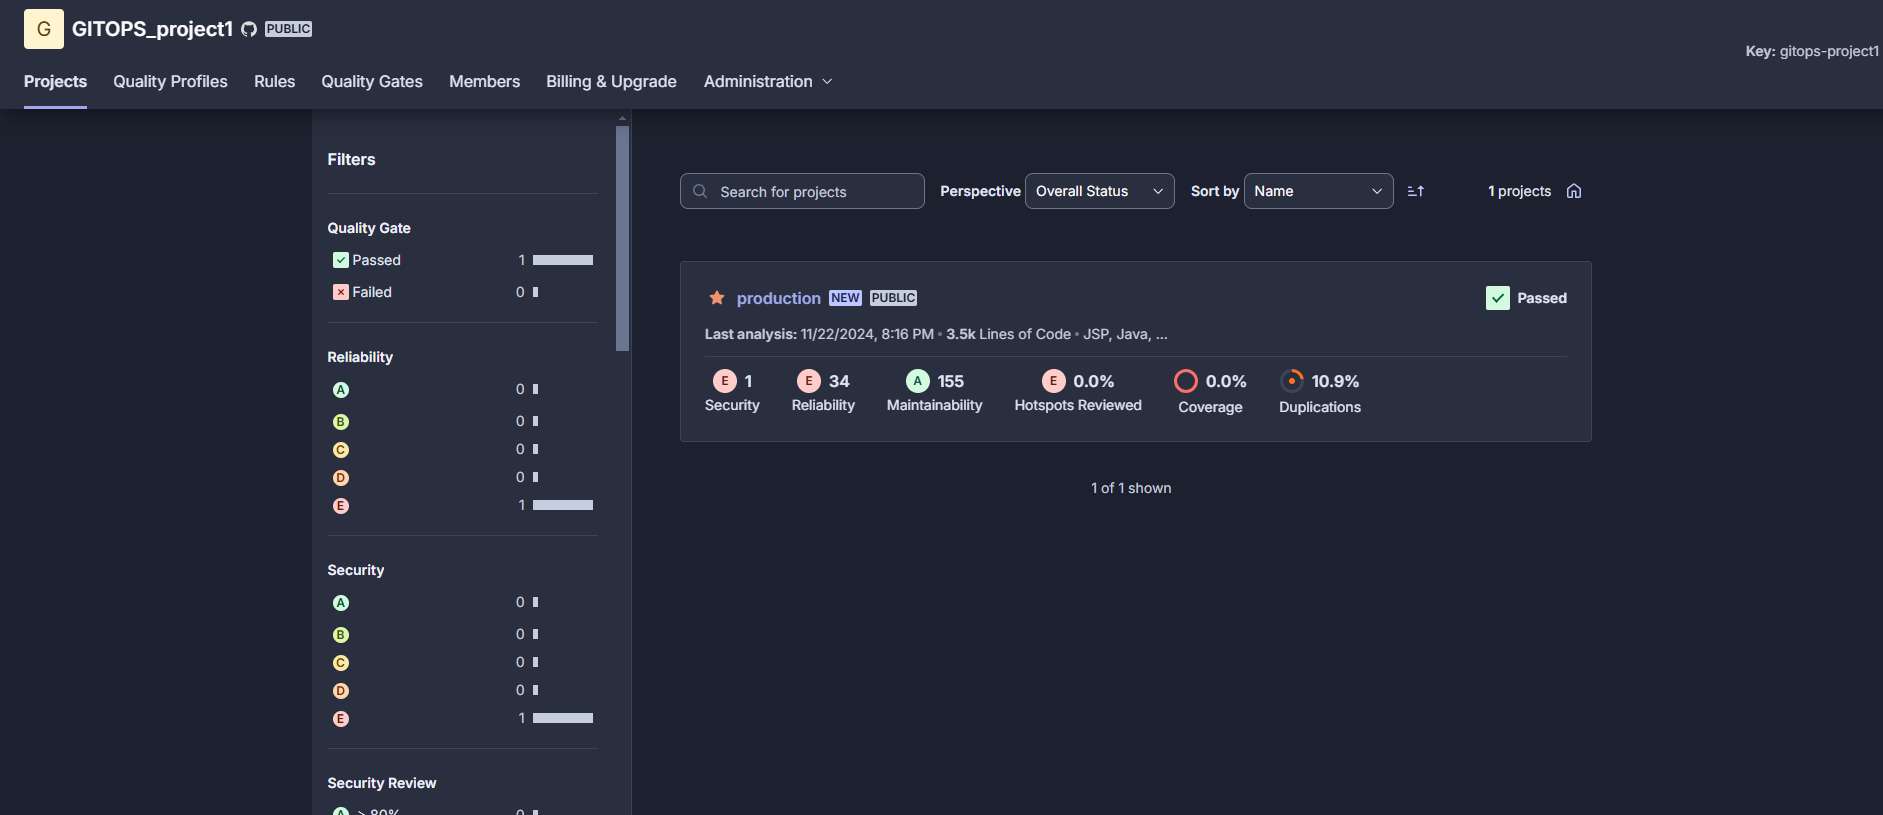 G GITOPS_project1 PUBLIC
Key: gitops-project1
Projects Quality Profiles Rules Quality Gates Members Billing & Upgrade Administration
Filters
Quality Gate
Passed 1
Failed 0
Reliability
A 0
B 0
C 0
D 0
E 1
Security
A 0
B 0
C 0
D 0
E 1
Security Review
A > 80% 0
Search for projects Perspective Overall Status Sort by Name 1 projects
production NEW PUBLIC Passed
Last analysis: 11/22/2024, 8:16 PM • 3.5k Lines of Code • JSP, Java, ...
E 1 E 34 A 155 E 0.0% 0.0% 10.9%
Security Reliability Maintainability Hotspots Reviewed Coverage Duplications
1 of 1 shown